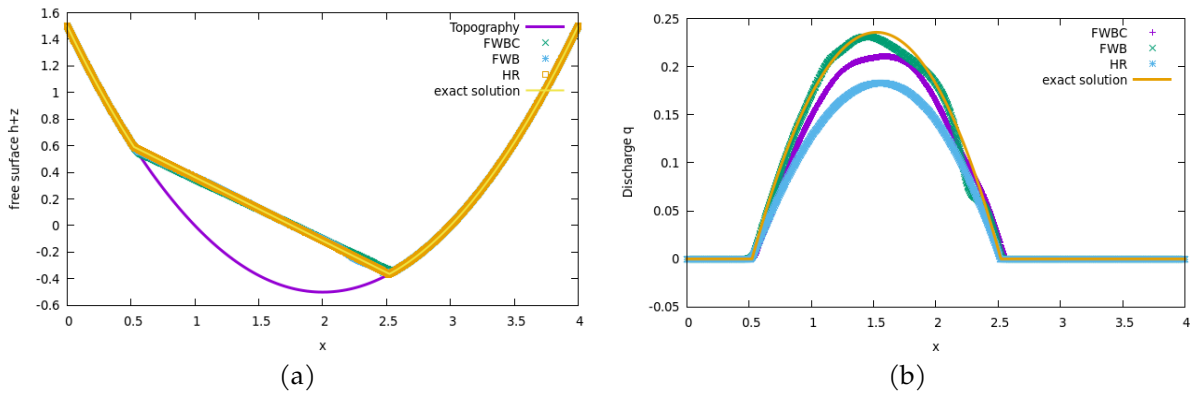 1.6
1.4
1.2
1
0.8
0.6
0.4
0.2
0
-0.2
-0.4
-0.6
0 0.5 1 1.5 2 2.5 3 3.5 4
x
free surface h+z
Topography
FWBC
FWB
HR
exact solution
(a)
0.25
0.2
0.15
0.1
0.05
0
-0.05
0 0.5 1 1.5 2 2.5 3 3.5 4
x
Discharge q
FWBC
FWB
HR
exact solution
(b)